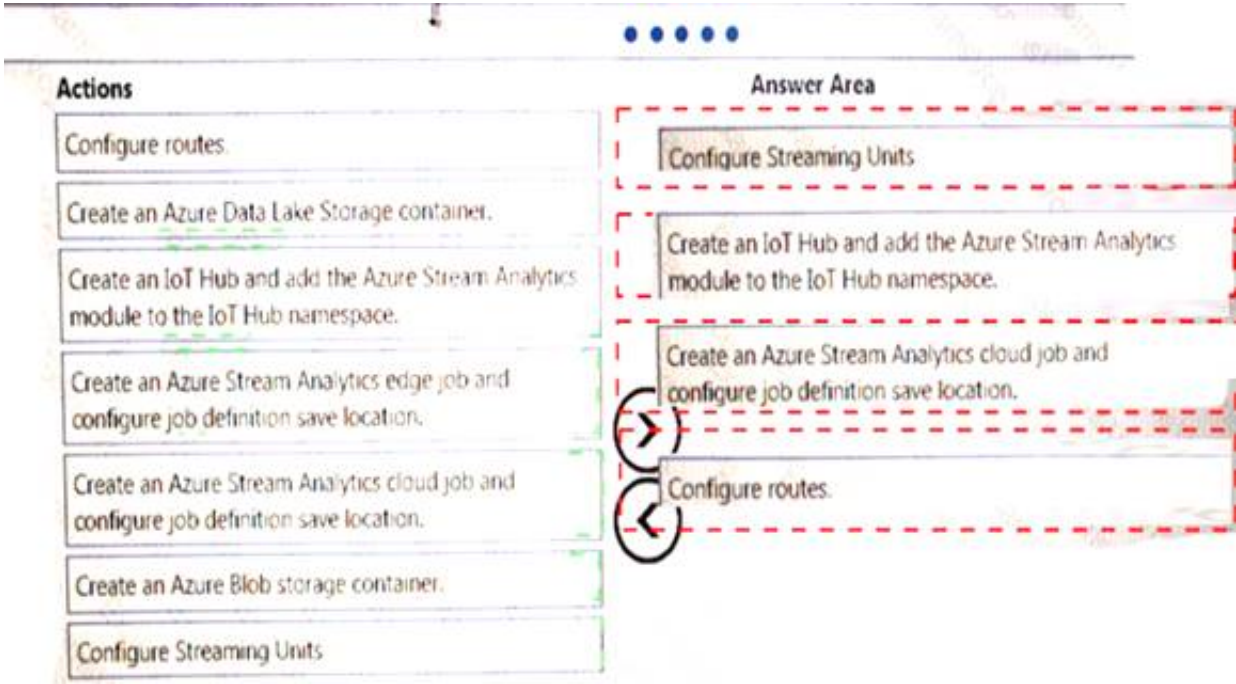 Actions
Configure routes.
Create an Azure Data Lake Storage container.
Create an IoT Hub and add the Azure Stream Analytics
module to the IoT Hub namespace.
Create an Azure Stream Analytics edge job and
configure job definition save location.
Create an Azure Stream Analytics cloud job and
configure job definition save location.
Create an Azure Blob storage container.
Configure Streaming Units
Answer Area
Configure Streaming Units
Create an IoT Hub and add the Azure Stream Analytics
module to the IoT Hub namespace.
Create an Azure Stream Analytics cloud job and
configure job definition save location.
Configure routes.